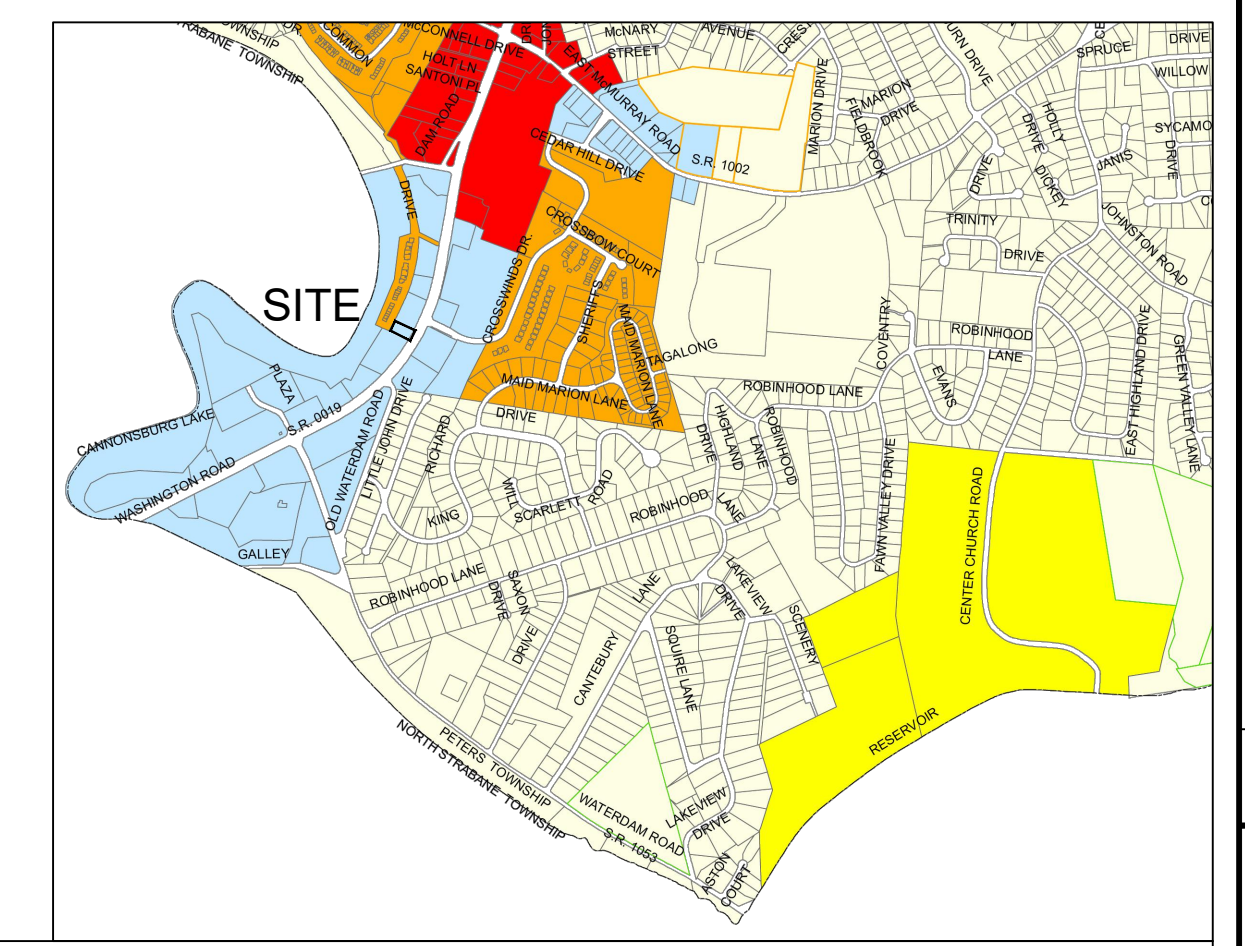 TRABANE TOWNSHIP
TOWNSHIP
COMMON
DR.
McCONNELL DRIVE
HOLT LN
SANTONI PL
DAM ROAD
EAST McMURRAY ROAD
McNARY
STREET
AVENUE
MARION DRIVE
MARION
DRIVE
FIELDBROOK
URN DRIVE
SPRUCE
DRIVE
WILLOW
SYCAMO
DRIVE
HOLLY
DRIVE
JANIS
DICKEY
DRIVE
JOHNSTON ROAD
TRINITY
DRIVE
S.R. 1002
CEDAR HILL DRIVE
DRIVE
CROSSBOW COURT
CROSSWINDS DR.
SHERIFFS
MAID MARION LANE
TAGALONG
MAID MARION LANE
SITE
PLAZA
S.R. 0019
CANNONSBURG LAKE
WASHINGTON ROAD
GALLEY
OLD WATERDAM ROAD
LITTLE JOHN DRIVE
RICHARD
KING
DRIVE
WILL
SCARLETT
ROAD
ROBINHOOD
LANE
ROBINHOOD LANE
HIGHLAND
DRIVE
ROBINHOOD
LANE
ROBINHOOD LANE
COVENTRY
ROBINHOOD
LANE
EVANS
EAST HIGHLAND DRIVE
GREEN VALLEY LANE
FAWN VALLEY DRIVE
CENTER CHURCH ROAD
SAXON
DRIVE
DRIVE
LANE
CANTEBURY
SQUIRE LANE
LAKEVIEW
DRIVE
SCENERY
RESERVOIR
PETERS TOWNSHIP
NORTH STRABANE TOWNSHIP
WATERDAM ROAD
S.R. 1053
LAKEVIEW
DRIVE
ASTON
COURT